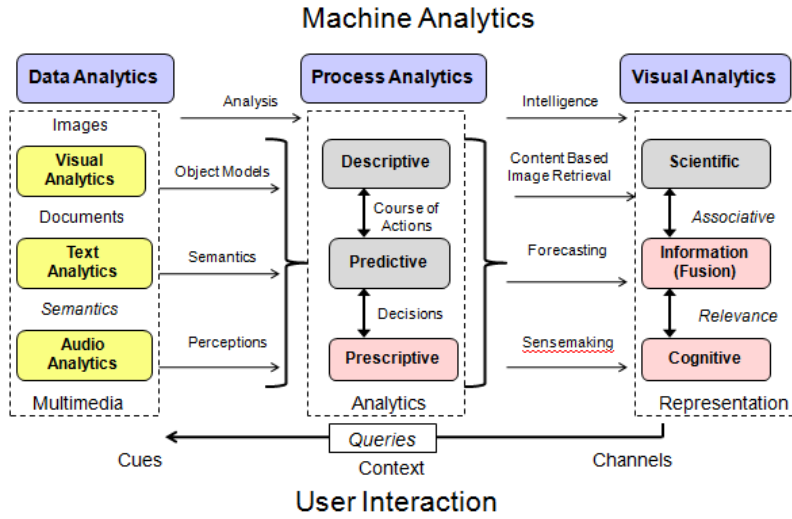 Machine Analytics
Data Analytics
Process Analytics
Visual Analytics
Analysis
Intelligence
Images
Visual
Analytics
Documents
Text
Analytics
Semantics
Audio
Analytics
Multimedia
Object Models
Semantics
Perceptions
Descriptive
Course of
Actions
Predictive
Decisions
Prescriptive
Analytics
Content Based
Image Retrieval
Forecasting
Sensemaking
Scientific
Associative
Information
(Fusion)
Relevance
Cognitive
Representation
Queries
Cues
Context
Channels
User Interaction